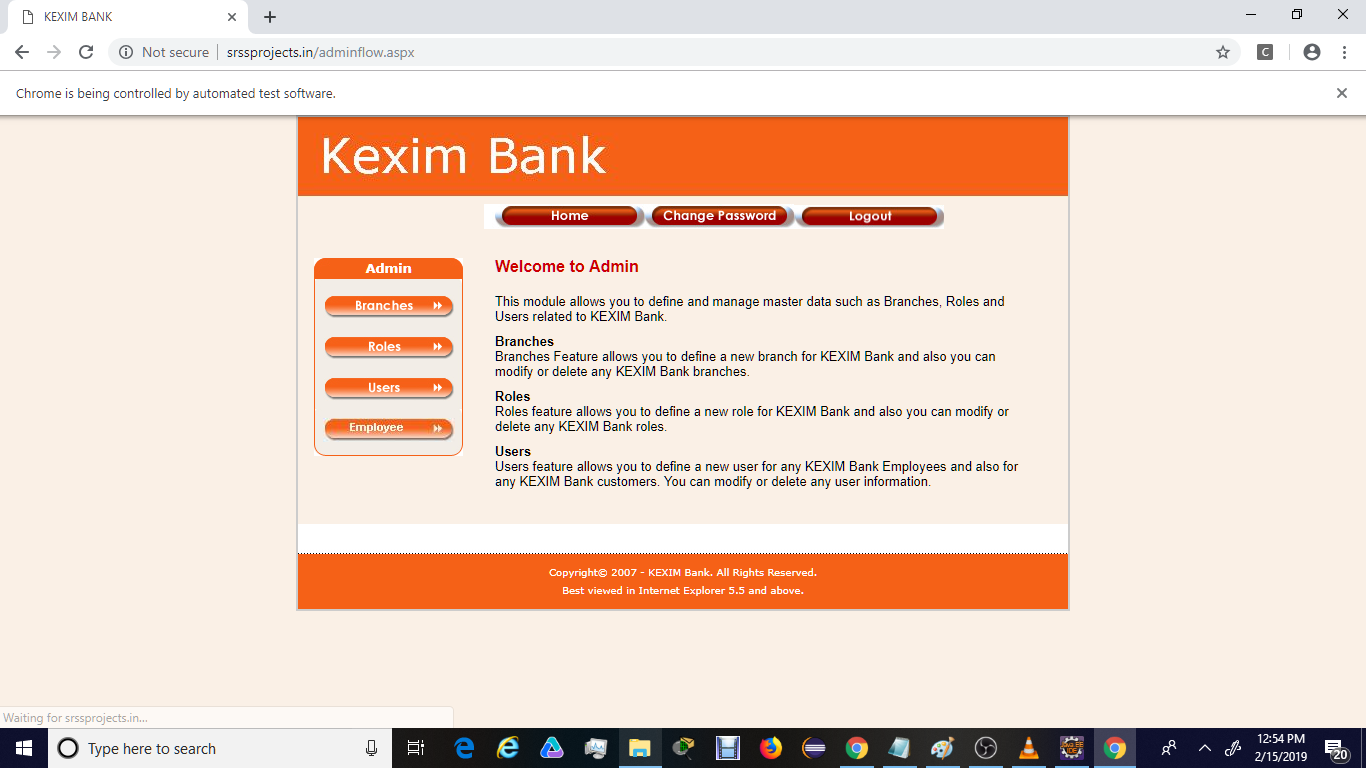 KEXIM BANK
Not secure
srssprojects.in/adminflow.aspx
C
Chrome is being controlled by automated test software.
Kexim Bank
Home
Change Password
Logout
Admin
Branches
Roles
Users
Employee
Welcome to Admin
This module allows you to define and manage master data such as Branches, Roles and
Users related to KEXIM Bank.
Branches
Branches Feature allows you to define a new branch for KEXIM Bank and also you can
modify or delete any KEXIM Bank branches.
Roles
Roles feature allows you to define a new role for KEXIM Bank and also you can modify or
delete any KEXIM Bank roles.
Users
Users feature allows you to define a new user for any KEXIM Bank Employees and also for
any KEXIM Bank customers. You can modify or delete any user information.
Copyright© 2007 - KEXIM Bank. All Rights Reserved.
Best viewed in Internet Explorer 5.5 and above.
Waiting for srssprojects.in...
Type here to search
12:54 PM
2/15/2019
20